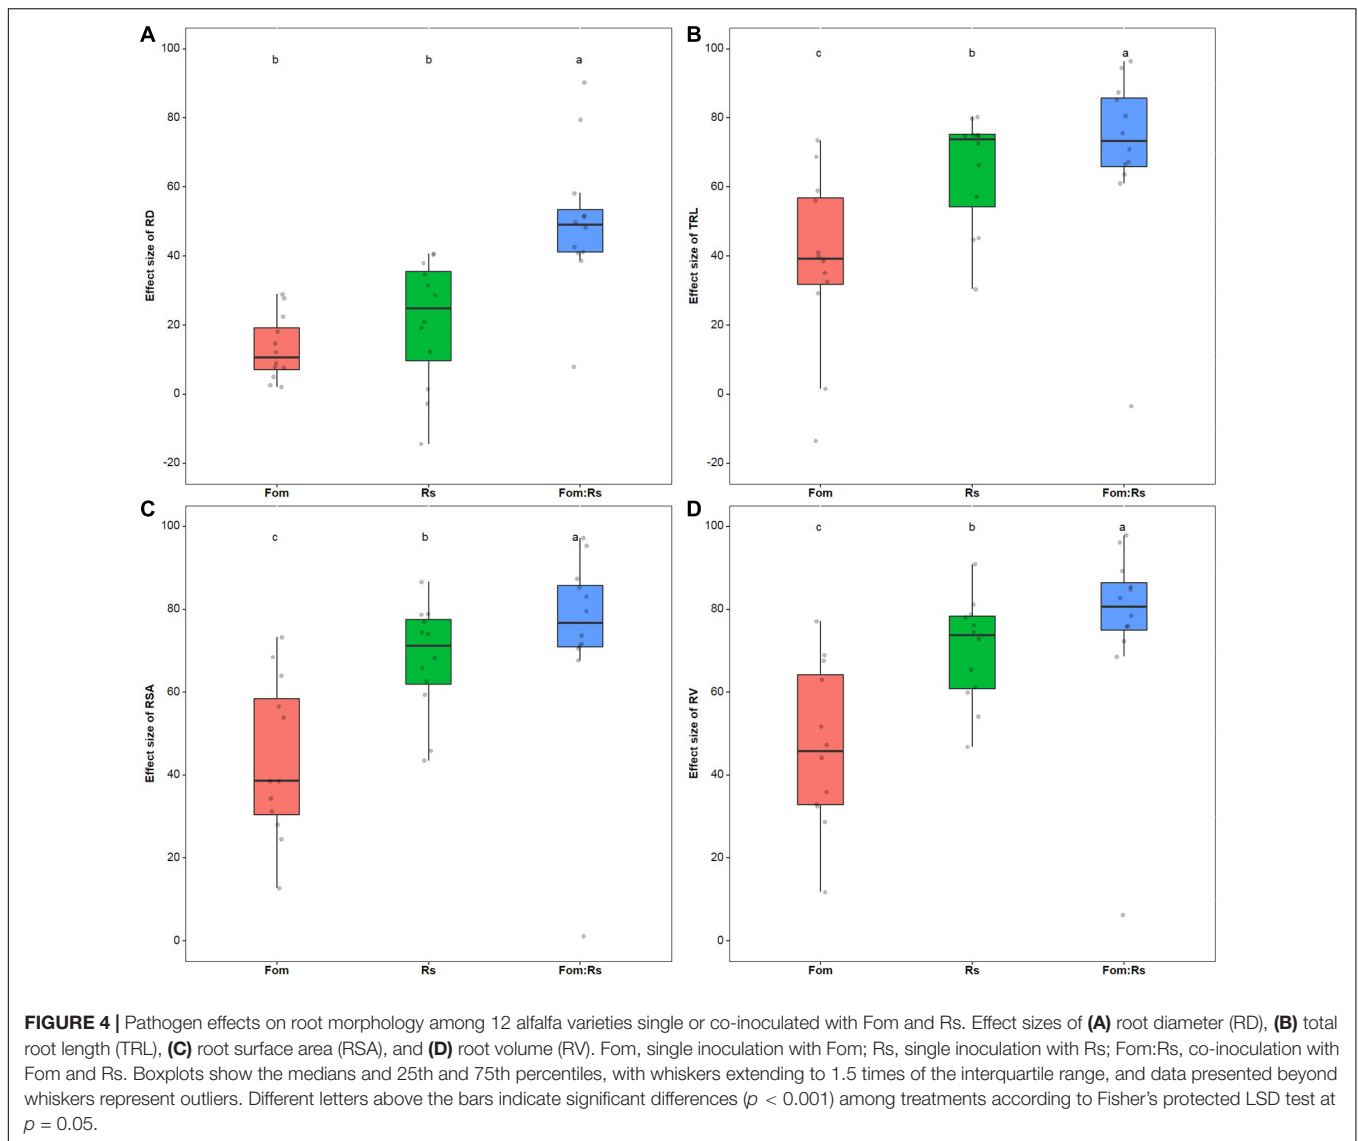 A
100
80
60
40
20
0
-20
Effect size of RD
b
b
a
Fom
Rs
Fom:Rs
B
100
80
60
40
20
0
-20
Effect size of TRL
c
b
a
Fom
Rs
Fom:Rs
C
100
80
60
40
20
0
Effect size of RSA
c
b
a
Fom
Rs
Fom:Rs
D
100
80
60
40
20
0
Effect size of RV
c
b
a
Fom
Rs
Fom:Rs
FIGURE 4 | Pathogen effects on root morphology among 12 alfalfa varieties single or co-inoculated with Fom and Rs. Effect sizes of (A) root diameter (RD), (B) total
root length (TRL), (C) root surface area (RSA), and (D) root volume (RV). Fom, single inoculation with Fom; Rs, single inoculation with Rs; Fom:Rs, co-inoculation with
Fom and Rs. Boxplots show the medians and 25th and 75th percentiles, with whiskers extending to 1.5 times of the interquartile range, and data presented beyond
whiskers represent outliers. Different letters above the bars indicate significant differences (p < 0.001) among treatments according to Fisher's protected LSD test at
p = 0.05.